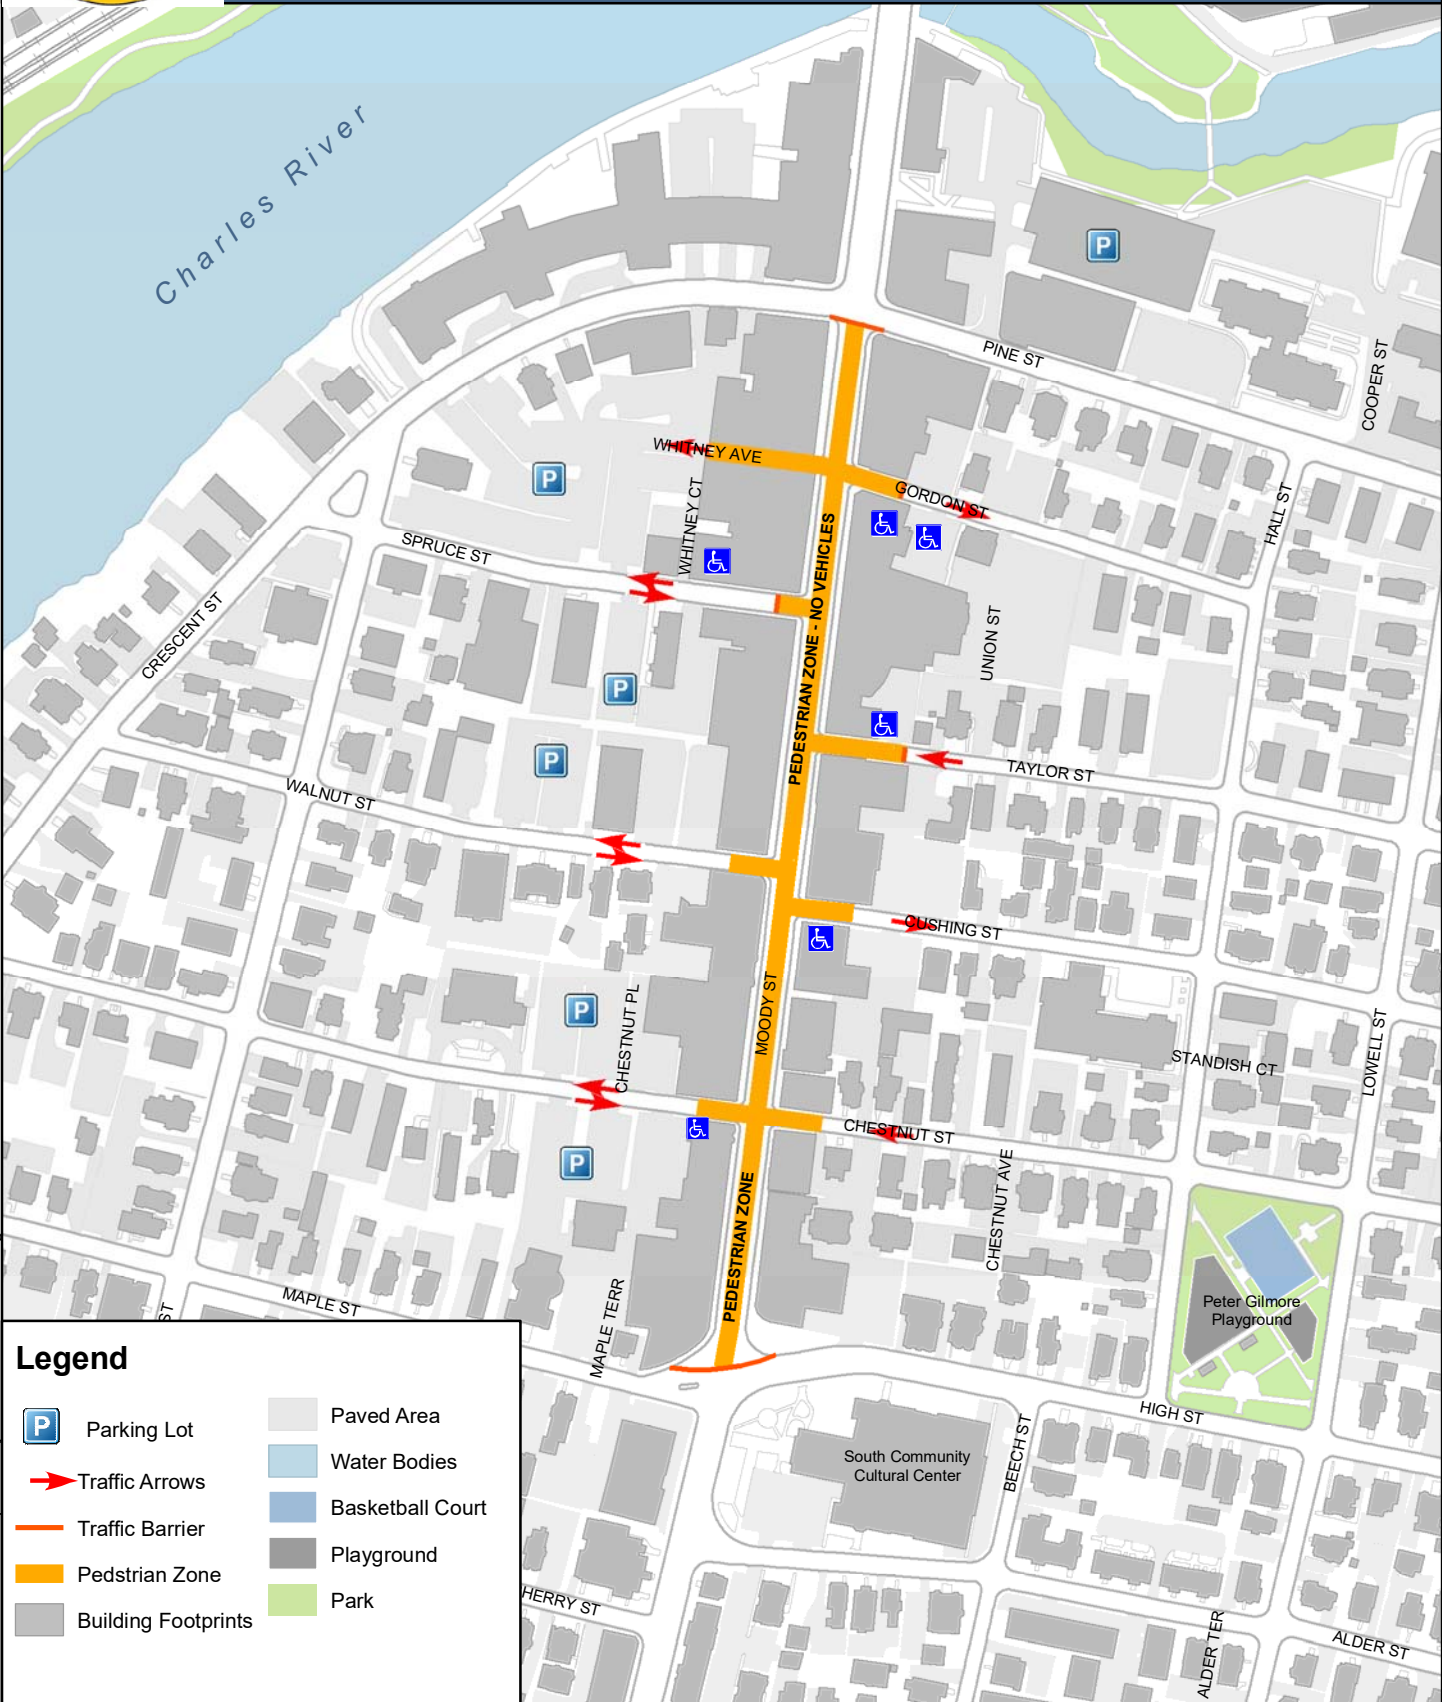 Charles River
P
PINE ST
COOPER ST
WHITNEY AVE
P
GORDON ST
HALL ST
WHITNEY CT
SPRUCE ST
PEDESTRIAN ZONE - NO VEHICLES
CRESCENT ST
UNION ST
P
P
TAYLOR ST
WALNUT ST
CUSHING ST
P
CHESTNUT PL
MOODY ST
STANDISH CT
LOWELL ST
CHESTNUT ST
P
CHESTNUT AVE
PEDESTRIAN ZONE
MAPLE ST
ST
MAPLE TERR
Peter Gilmore
Playground
HIGH ST
BEECH ST
South Community
Cultural Center
HERRY ST
ALDER TER
ALDER ST
Legend
P Parking Lot
Traffic Arrows
Traffic Barrier
Pedstrian Zone
Building Footprints
Paved Area
Water Bodies
Basketball Court
Playground
Park